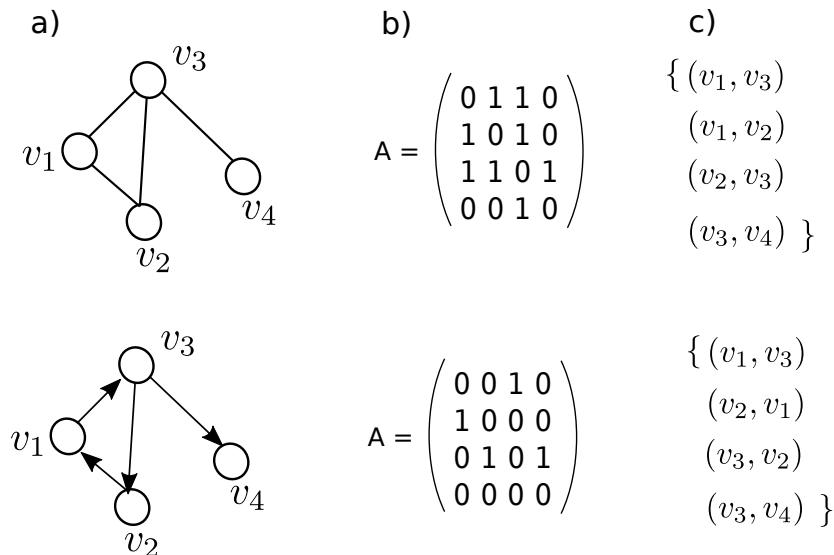 a) b) c)
v₃
v₁
v₂
v₄
A =
0 1 1 0
1 0 1 0
1 1 0 1
0 0 1 0
{ (v₁, v₃)
(v₁, v₂)
(v₂, v₃)
(v₃, v₄) }
v₃
v₁
v₂
v₄
A =
0 0 1 0
1 0 0 0
0 1 0 1
0 0 0 0
{ (v₁, v₃)
(v₂, v₁)
(v₃, v₂)
(v₃, v₄) }